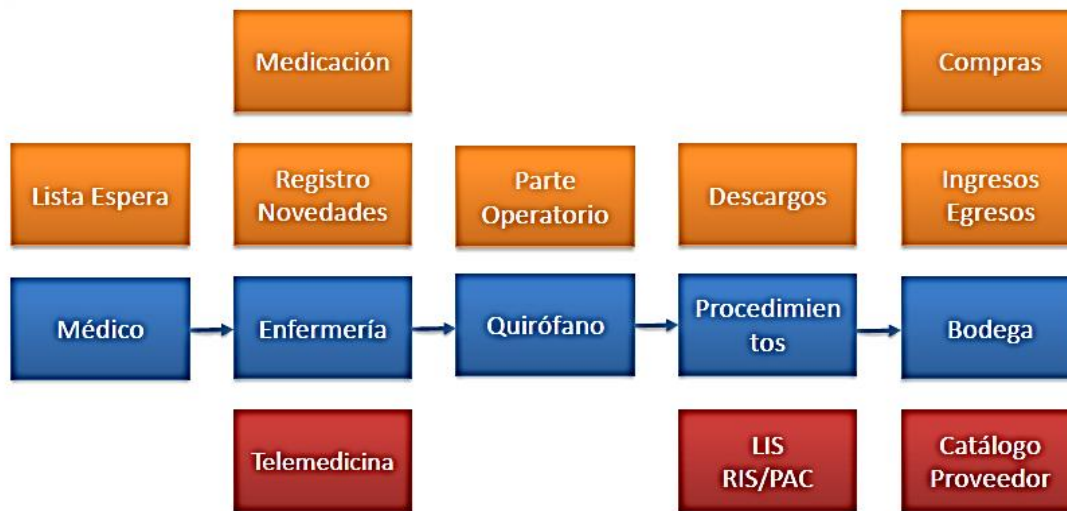 Medicación
Compras
Lista Espera
Registro
Novedades
Parte
Operatorio
Descargos
Ingresos
Egresos
Médico
Enfermería
Quirófano
Procedimien
tos
Bodega
Telemedicina
LIS
RIS/PAC
Catálogo
Proveedor